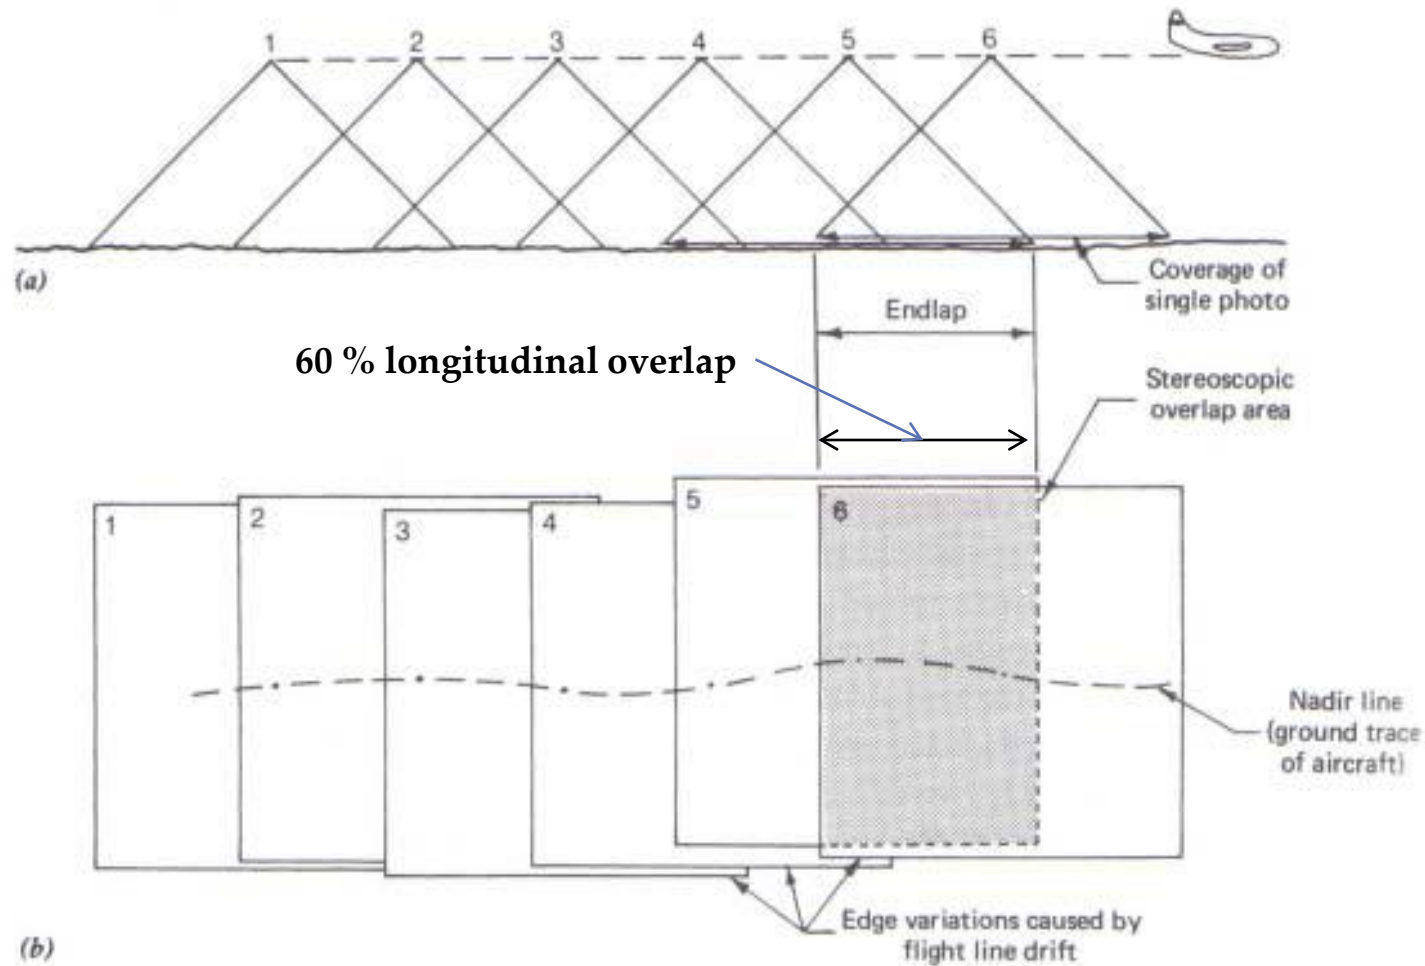 1
2
3
4
5
6
(a)
Coverage of
single photo
Endlap
60 % longitudinal overlap
Stereoscopic
overlap area
1
2
3
4
5
6
Nadir line
(ground trace
of aircraft)
Edge variations caused by
flight line drift
(b)